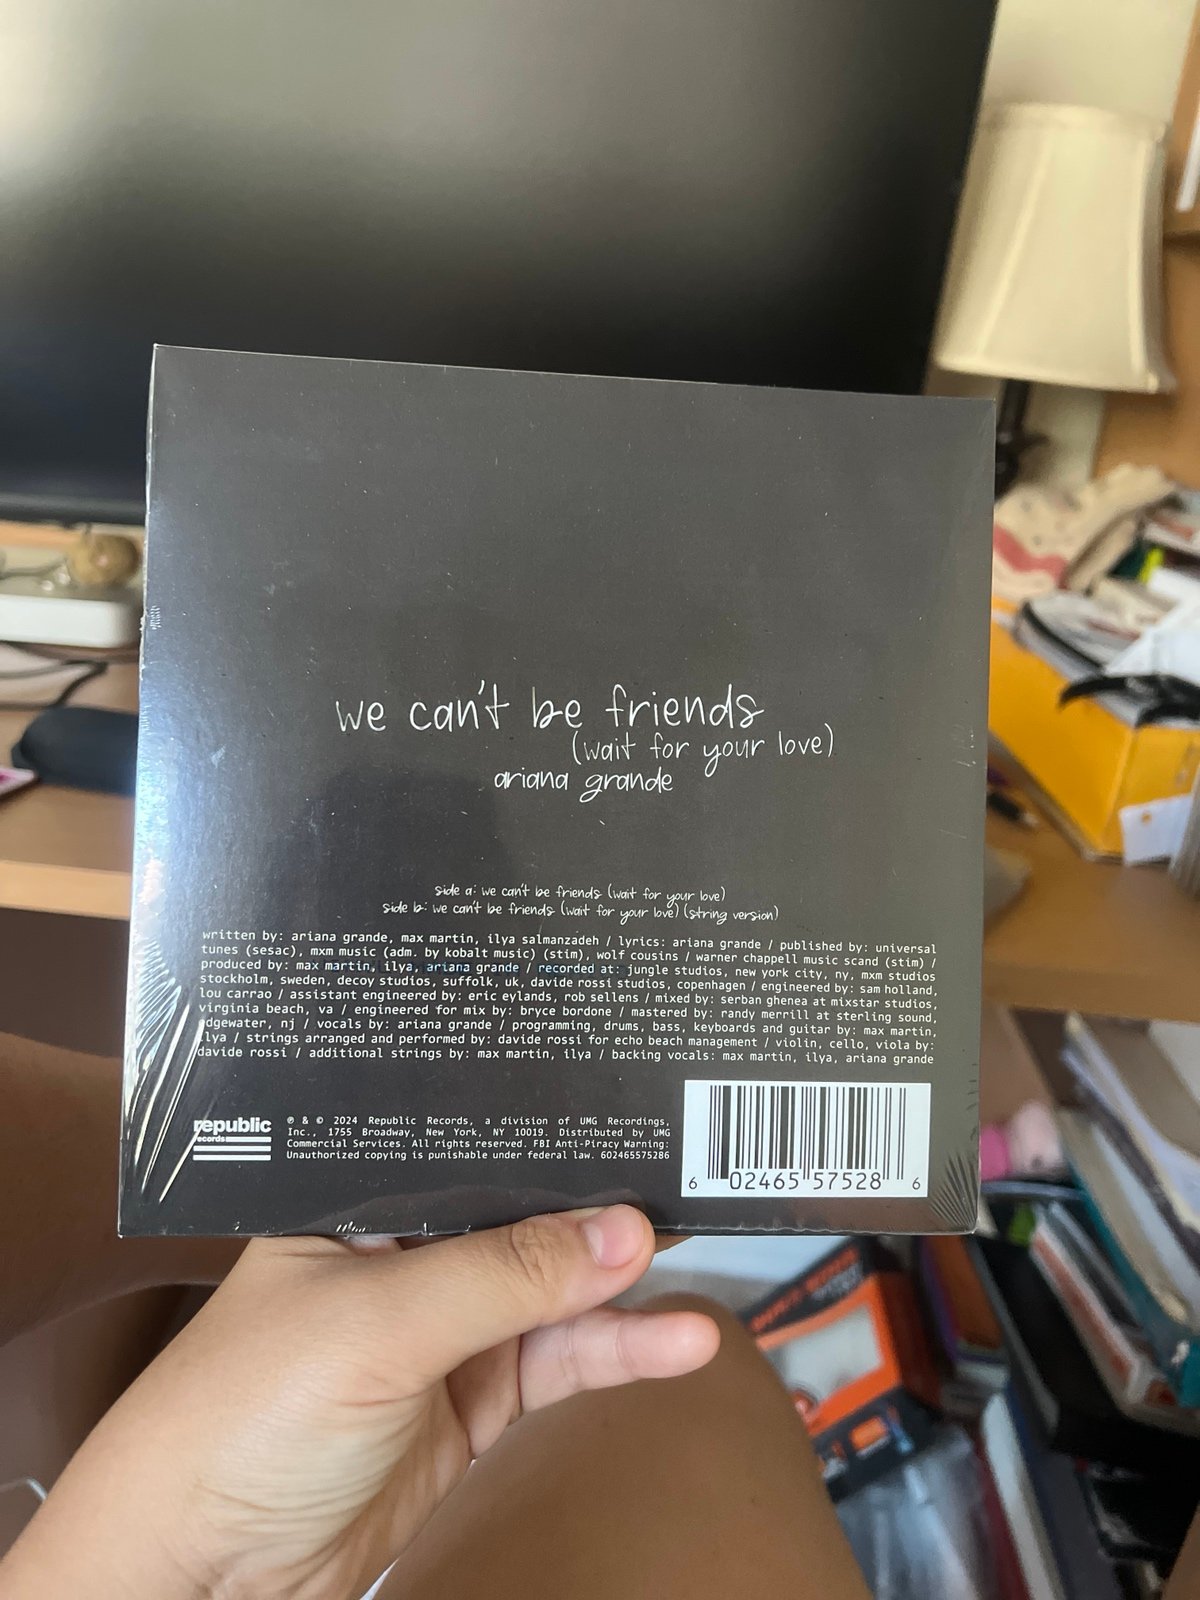 we can't be friends
(wait for your love)
ariana grande
side a: we can't be friends (wait for your love)
side b: we can't be friends (wait for your love) (string version)
written by: ariana grande, max martin, ilya salmanzadeh / lyrics: ariana grande / published by: universal
tunes (sesac), mxm music (adm. by kobalt music) (stim), wolf cousins / warner chappell music scand (stim) /
produced by: max martin, ilya, ariana grande / recorded at: jungle studios, new york city, ny, mxm studios
stockholm, sweden, decoy studios, suffolk, uk, davide rossi studios, copenhagen / engineered by: sam holland,
lou carrao / assistant engineered by: eric eylands, rob sellens / mixed by: serban ghenea at mixstar studios,
virginia beach, va / engineered for mix by: bryce bordone / mastered by: randy merrill at sterling sound,
edgewater, nj / vocals by: ariana grande / programming, drums, bass, keyboards and guitar by: max martin,
ilya / strings arranged and performed by: davide rossi for echo beach management / violin, cello, viola by:
davide rossi / additional strings by: max martin, ilya / backing vocals: max martin, ilya, ariana grande
republic
records
℗ & © 2024 Republic Records, a division of UMG Recordings,
Inc., 1755 Broadway, New York, NY 10019. Distributed by UMG
Commercial Services. All rights reserved. FBI Anti-Piracy Warning:
Unauthorized copying is punishable under federal law. 602465575286
6 02465 57528 6